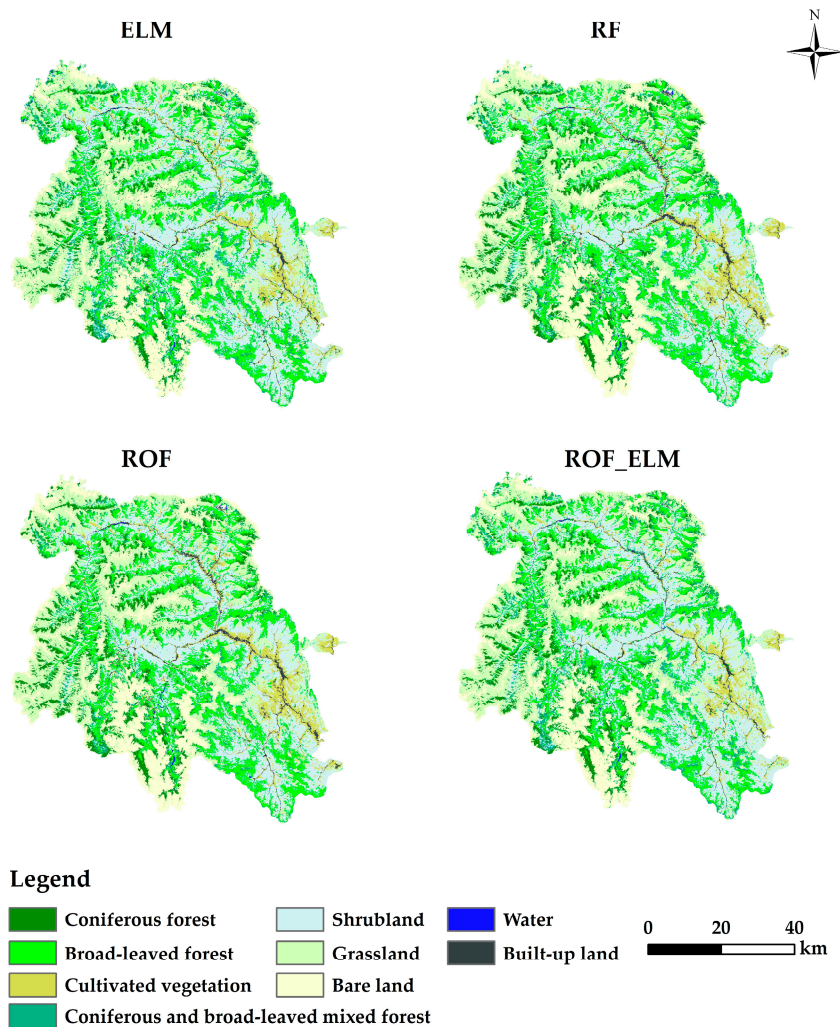 ELM
RF
N
ROF
ROF_ELM
Legend
Coniferous forest
Shrubland
Water
Broad-leaved forest
Grassland
Built-up land
Cultivated vegetation
Bare land
Coniferous and broad-leaved mixed forest
0 20 40
km